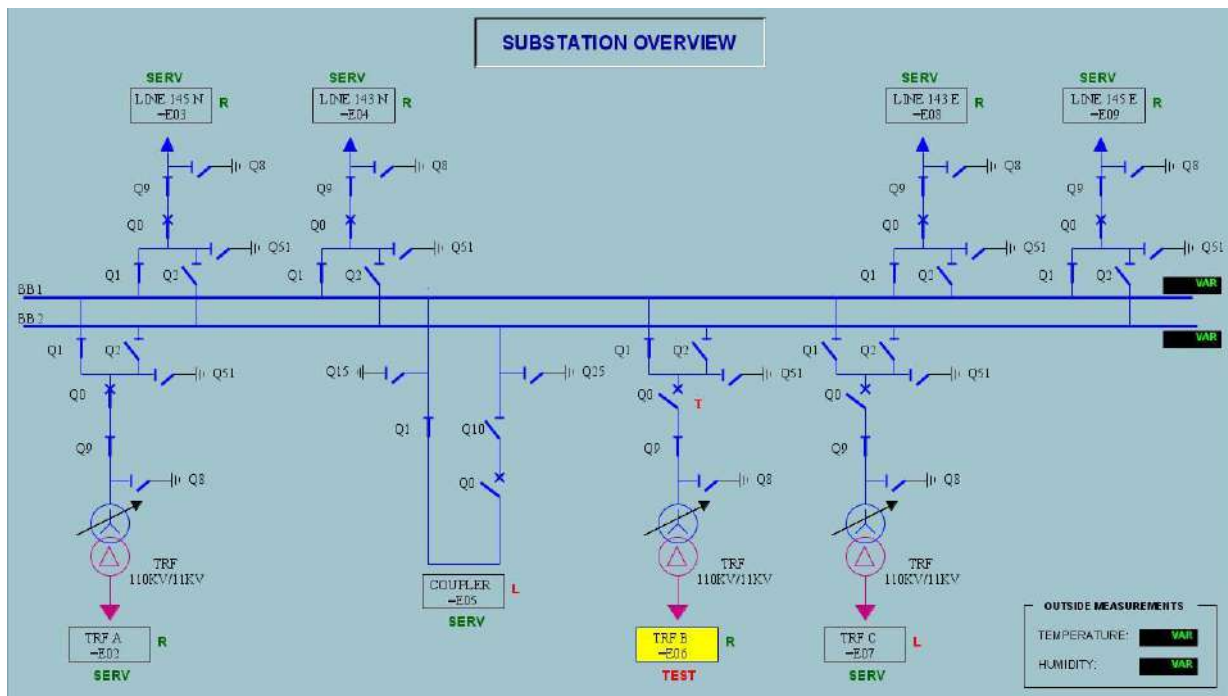 SUBSTATION OVERVIEW
SERV
LINE 145 N
-E03
R
SERV
LINE 143 N
-E04
R
SERV
LINE 143 E
-E08
R
SERV
LINE 145 E
-E09
R
Q8
Q8
Q8
Q8
Q9
Q9
Q9
Q9
Q0
Q0
Q0
Q0
Q51
Q51
Q51
Q51
Q1
Q2
Q1
Q2
Q1
Q2
Q1
Q2
BB1
VAR
BB2
VAR
Q1
Q2
Q51
Q0
Q9
Q8
TRF
110KV/11KV
TRF A
-E02
R
SERV
Q15
Q25
Q1
Q10
Q0
COUPLER
-E05
L
SERV
Q1
Q2
Q51
Q0
T
Q9
Q8
TRF
110KV/11KV
TRF B
-E06
R
TEST
Q1
Q2
Q51
Q0
Q9
Q8
TRF
110KV/11KV
TRF C
-E07
L
SERV
OUTSIDE MEASUREMENTS
TEMPERATURE: VAR
HUMIDITY: VAR